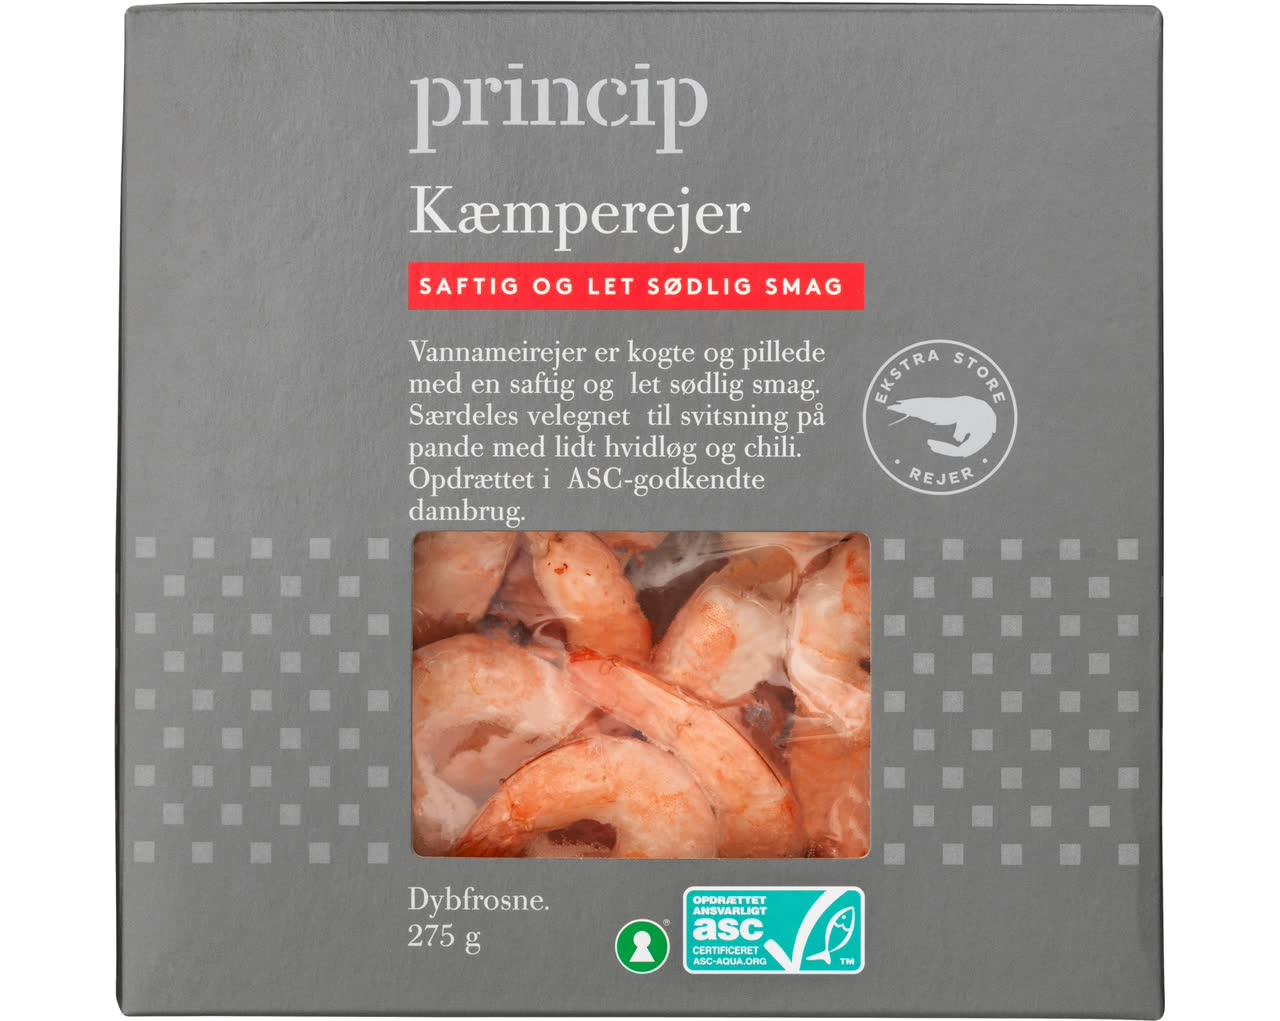 princip
Kæmperejer
SAFTIG OG LET SØDLIG SMAG
Vannameirejer er kogte og pillede
med en saftig og let sødlig smag.
Særdeles velegnet til svitsning på
pande med lidt hvidløg og chili.
Opdrættet i ASC-godkendte
dambrug.
EKSTRA STORE
· REJER ·
Dybfrosne.
275 g
®
OPDRÆTTET
ANSVARLIGT
asc
CERTIFICERET
ASC-AQUA.ORG
TM